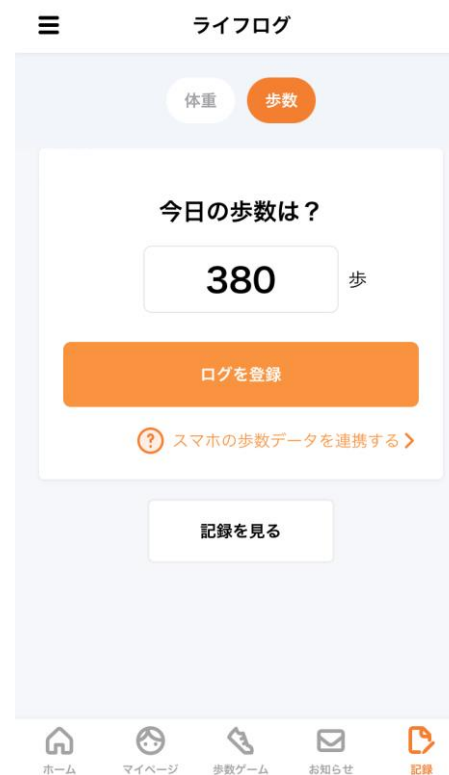 ライフログ
体重 歩数
今日の歩数は？
380 歩
ログを登録
? スマホの歩数データを連携する
記録を見る
ホーム マイページ 歩数ゲーム お知らせ 記録